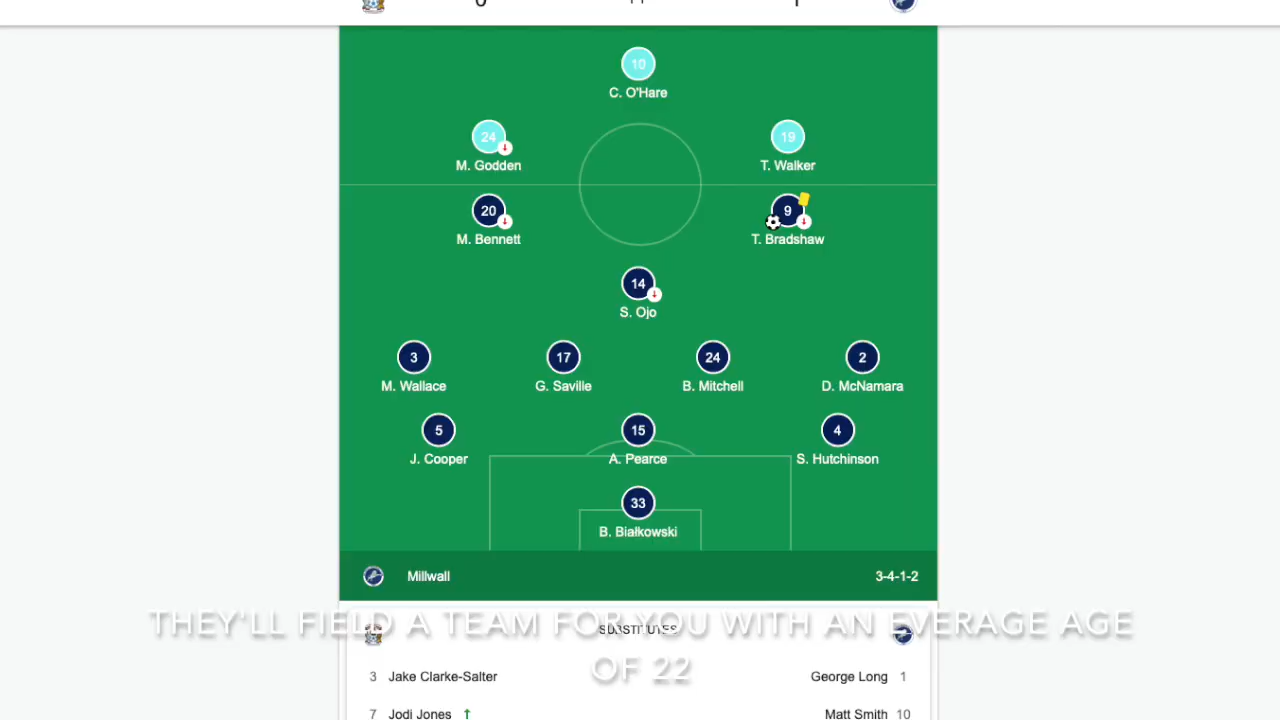 10
C. O'Hare
24 19
M. Godden T. Walker
20 9
M. Bennett T. Bradshaw
14
S. Ojo
3 17 24 2
M. Wallace G. Saville B. Mitchell D. McNamara
5 15 4
J. Cooper A. Pearce S. Hutchinson
33
B. Białkowski
Millwall 3-4-1-2
THEY'LL FIELD A TEAM FOR YOU WITH AN EVERAGE AGE
OF 22
SUBSTITUTES
3 Jake Clarke-Salter George Long 1
7 Jodi Jones Matt Smith 10